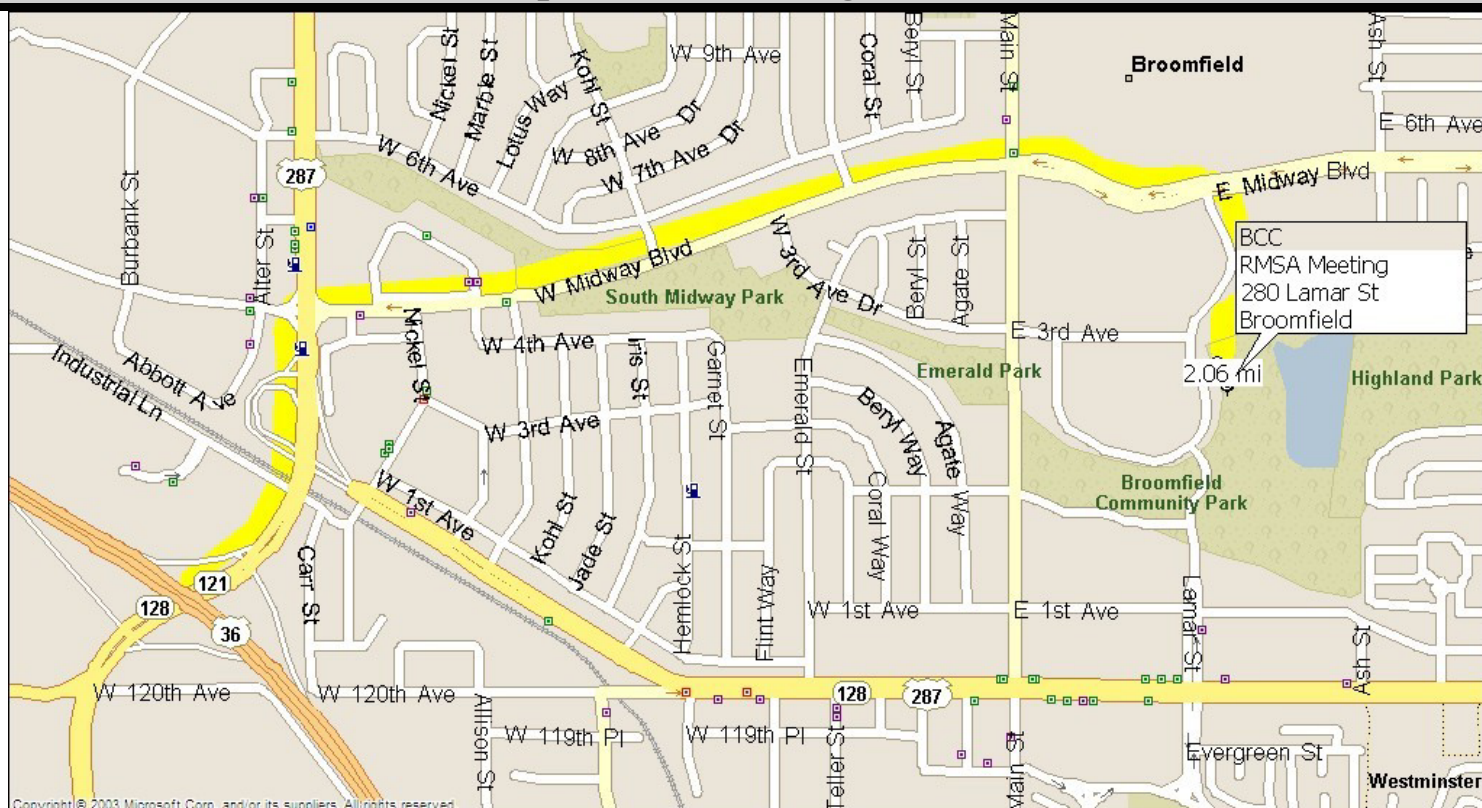 Nickel St
Marble St
Lotus Way
Kohl St
W 9th Ave
Coral St
Beryl St
Main St
Broomfield
Ash St
E 6th Ave
W 8th Ave Dr
W 7th Ave Dr
W 6th Ave
287
Burbank St
Alter St
E Midway Blvd
BCC
RMSA Meeting
280 Lamar St
Broomfield
2.06 mi
W Midway Blvd
South Midway Park
W 3rd Ave Dr
Beryl St
Agate St
E 3rd Ave
Emerald Park
Highland Park
Nickel St
W 4th Ave
Iris St
Garnet St
Emerald St
Abbott Ave
Industrial Ln
W 3rd Ave
Beryl Way
Agate Way
Broomfield
Community Park
W 1st Ave
Kohl St
Jade St
Coral Way
Carr St
121
128
36
Hemlock St
Flint Way
W 1st Ave
E 1st Ave
Lamar St
Ash St
W 120th Ave
W 120th Ave
128
287
Allison St
W 119th Pl
W 119th Pl
Teller St
Main St
Evergreen St
Westminster
Copyright © 2003 Microsoft Corp. and/or its suppliers. All rights reserved.